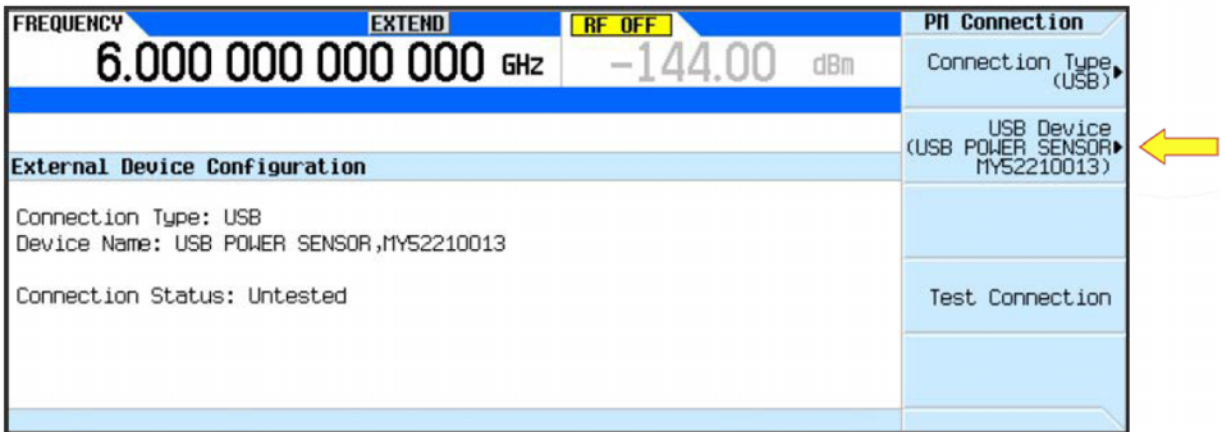 FREQUENCY EXTEND RF OFF
6.000 000 000 000 GHz -144.00 dBm
External Device Configuration
Connection Type: USB
Device Name: USB POWER SENSOR,MY52210013
Connection Status: Untested
PM Connection
Connection Type
(USB)
USB Device
(USB POWER SENSOR
MY52210013)
Test Connection